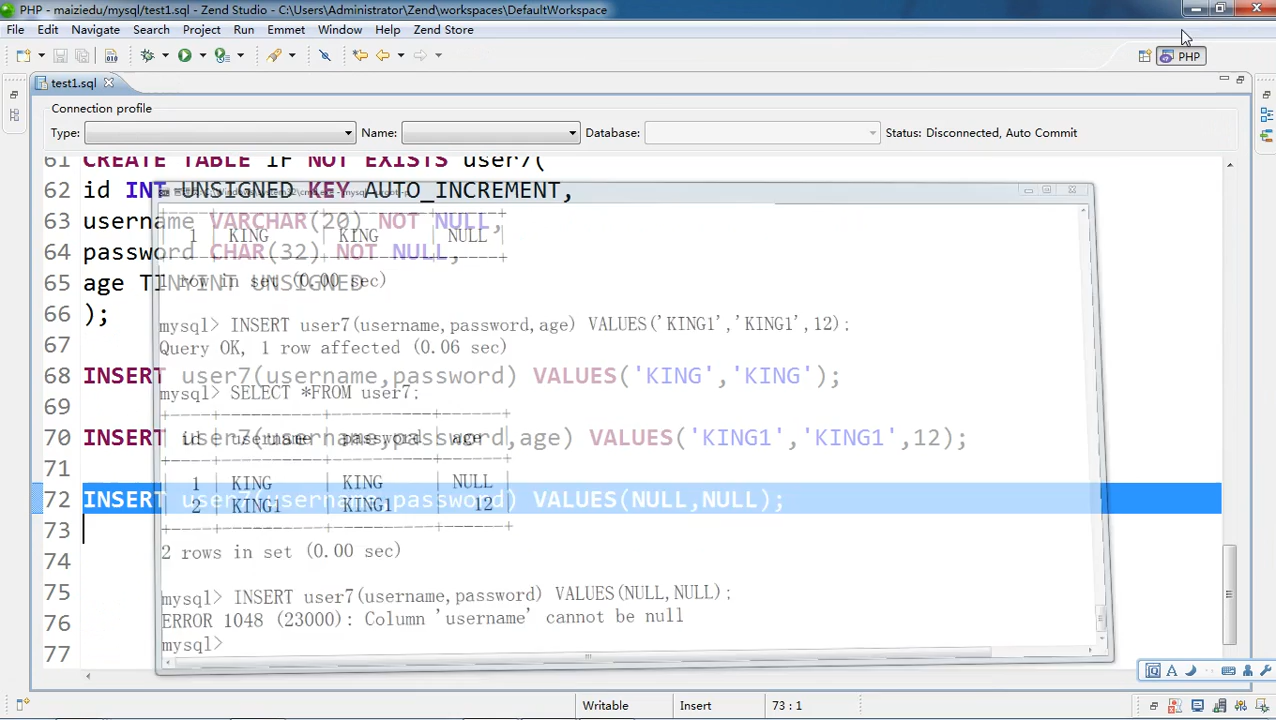 PHP - maiziedu/mysql/test1.sql - Zend Studio - C:\Users\Administrator\Zend\workspaces\DefaultWorkspace
File Edit Navigate Search Project Run Emmet Window Help Zend Store
PHP
test1.sql
Connection profile
Type: Name: Database: Status: Disconnected, Auto Commit
61 CREATE TABLE IF NOT EXISTS user7(
62 id INT UNSIGNED KEY AUTO_INCREMENT,
63 username VARCHAR(20) NOT NULL,
64 password CHAR(32) NOT NULL,
65 age TINYINT UNSIGNED
66 );
67
68 INSERT user7(username,password) VALUES('KING','KING');
69
70 INSERT user7(username,password,age) VALUES('KING1','KING1',12);
71
72 INSERT user7(username,password) VALUES(NULL,NULL);
73
74
75
76
77
| 1 | KING | KING | NULL |
1 row in set (0.00 sec)
mysql> INSERT user7(username,password,age) VALUES('KING1','KING1',12);
Query OK, 1 row affected (0.06 sec)
mysql> SELECT *FROM user7;
| id | username | password | age |
| 1 | KING | KING | NULL |
| 2 | KING1 | KING1 | 12 |
2 rows in set (0.00 sec)
mysql> INSERT user7(username,password) VALUES(NULL,NULL);
ERROR 1048 (23000): Column 'username' cannot be null
mysql>
Writable Insert 73 : 1